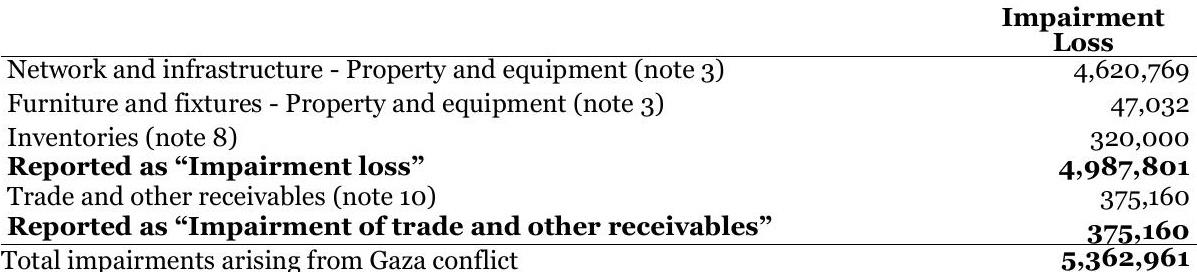 Impairment
Loss
Network and infrastructure - Property and equipment (note 3) 4,620,769
Furniture and fixtures - Property and equipment (note 3) 47,032
Inventories (note 8) 320,000
Reported as “Impairment loss” 4,987,801
Trade and other receivables (note 10) 375,160
Reported as “Impairment of trade and other receivables” 375,160
Total impairments arising from Gaza conflict 5,362,961